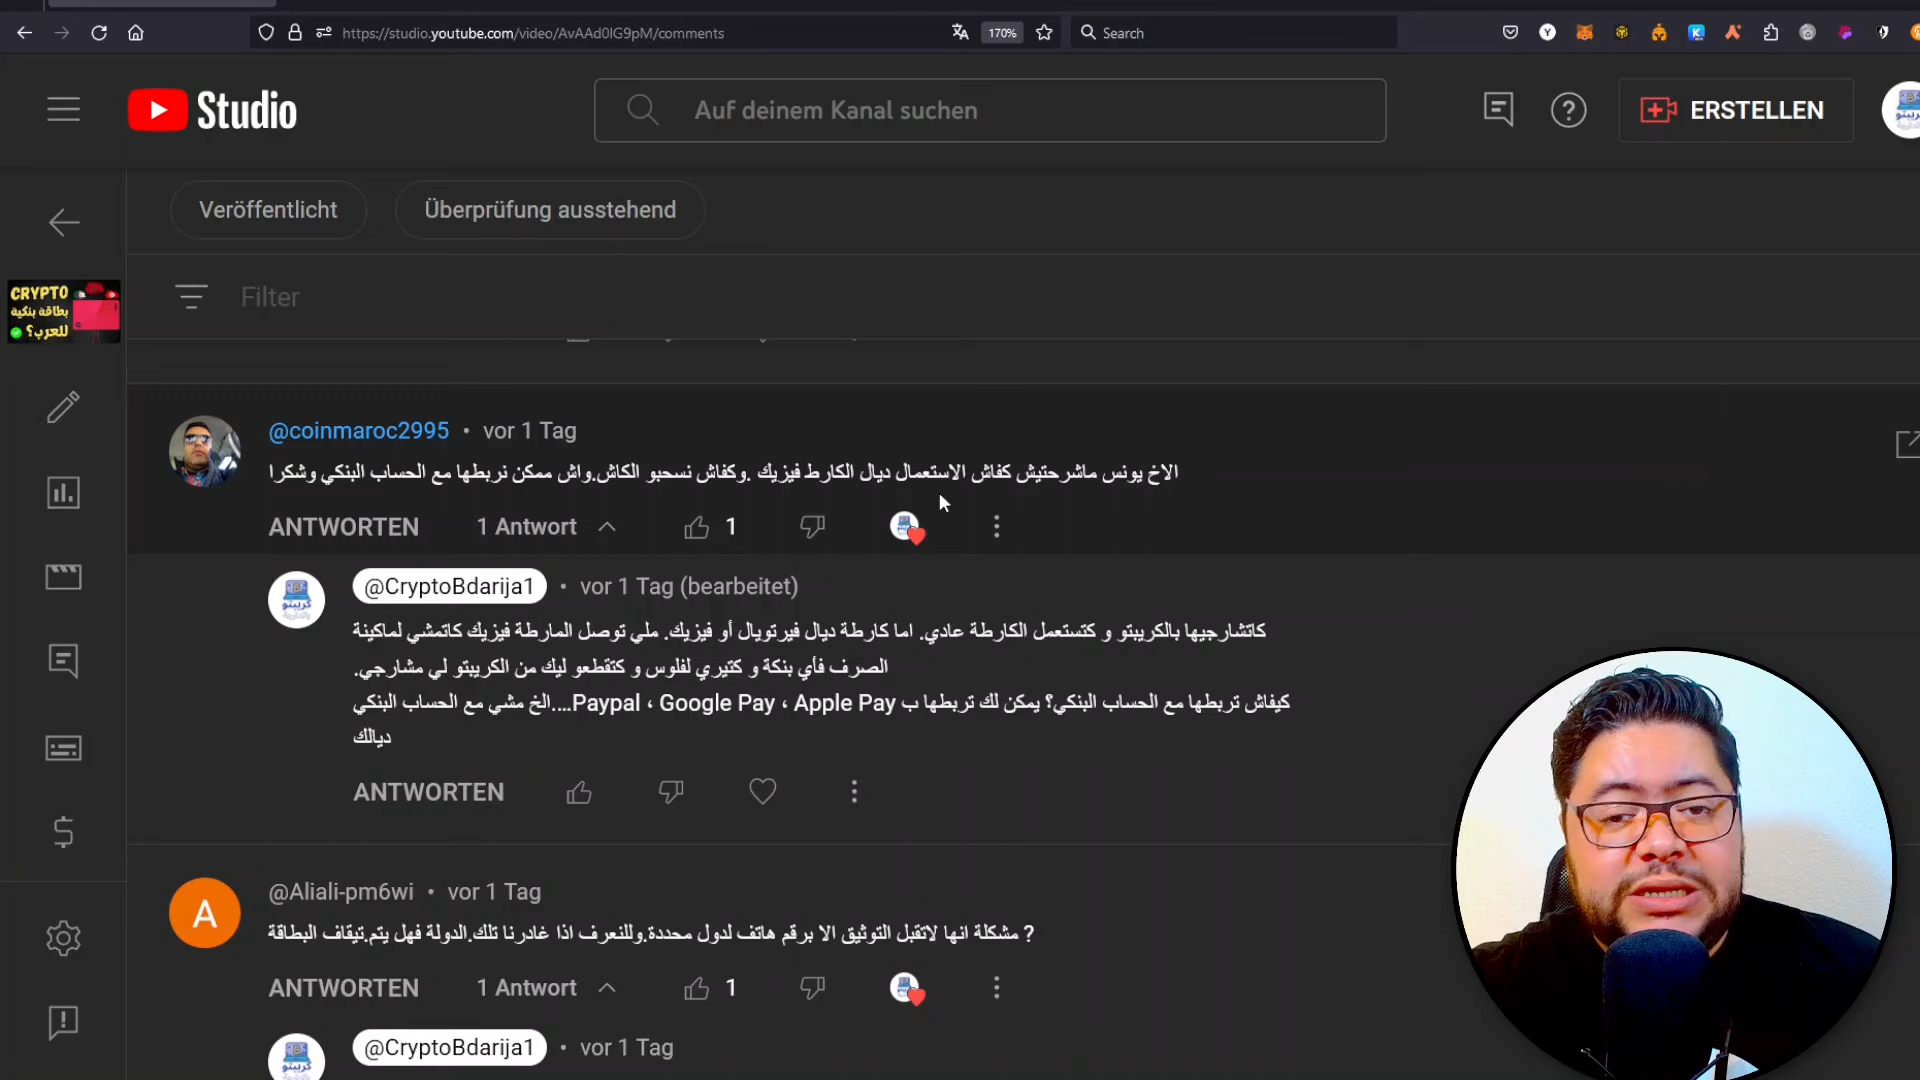 https://studio.youtube.com/video/AvAAd0lG9pM/comments
170%
Search
Studio
Auf deinem Kanal suchen
ERSTELLEN
Veröffentlicht
Überprüfung ausstehend
CRYPTO
بطاقة بنكية
للعرب؟
Filter
@coinmaroc2995 • vor 1 Tag
الاخ يونس ماشرحتيش كفاش الاستعمال ديال الكارط فيزيك .وكفاش نسحبو الكاش.واش ممكن نربطها مع الحساب البنكي وشكرا
ANTWORTEN
1 Antwort
1
@CryptoBdarija1 • vor 1 Tag (bearbeitet)
كاتشارجيها بالكريبتو و كتستعمل الكارطة عادي. اما كارطة ديال فيرتويال أو فيزيك. ملي توصل المارطة فيزيك كاتمشي لماكينة
الصرف فأي بنكة و كتيري لفلوس و كتقطعو ليك من الكريبتو لي مشارجي.
كيفاش تربطها مع الحساب البنكي؟ يمكن لك تربطها ب Paypal ، Google Pay ، Apple Pay....الخ مشي مع الحساب البنكي
ديالك
ANTWORTEN
@Aliali-pm6wi • vor 1 Tag
مشكلة انها لاتقبل التوثيق الا برقم هاتف لدول محددة.وللنعرف اذا غادرنا تلك.الدولة فهل يتم.تيقاف البطاقة ?
ANTWORTEN
1 Antwort
1
@CryptoBdarija1 • vor 1 Tag